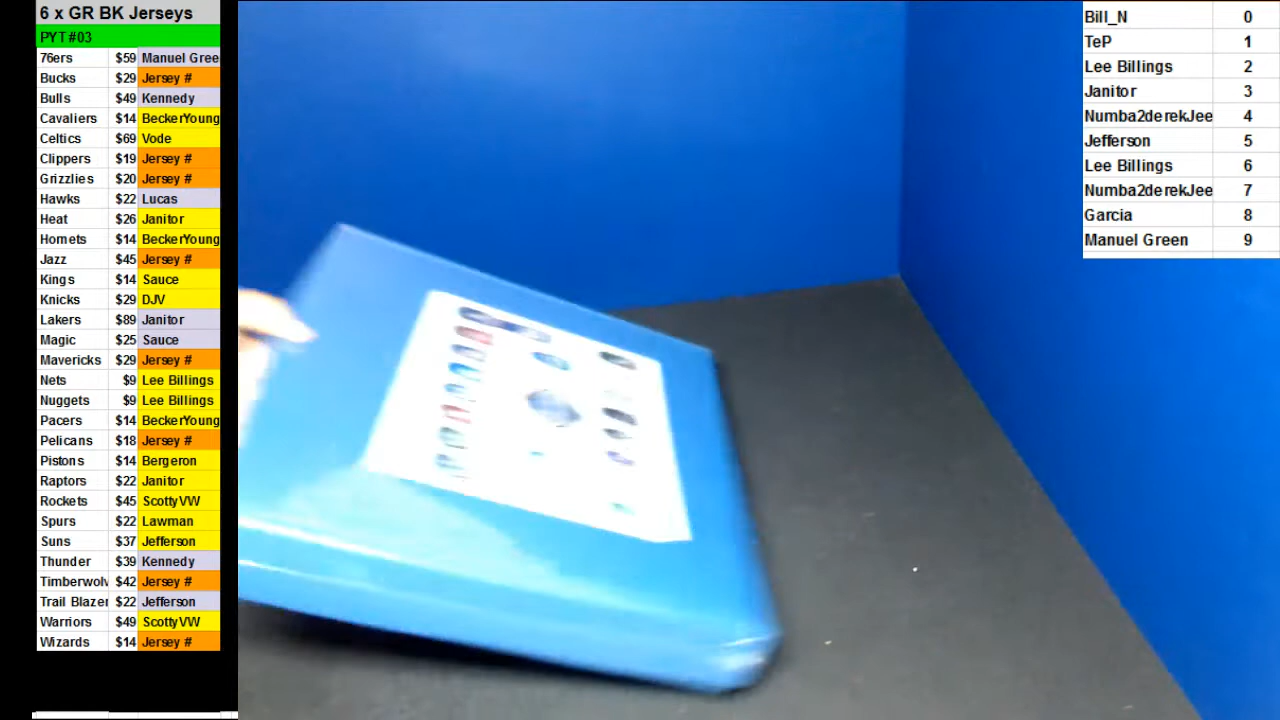 6 x GR BK Jerseys
PYT #03
76ers $59 Manuel Gree
Bucks $29 Jersey #
Bulls $49 Kennedy
Cavaliers $14 BeckerYoung
Celtics $69 Vode
Clippers $19 Jersey #
Grizzlies $20 Jersey #
Hawks $22 Lucas
Heat $26 Janitor
Hornets $14 BeckerYoung
Jazz $45 Jersey #
Kings $14 Sauce
Knicks $29 DJV
Lakers $89 Janitor
Magic $25 Sauce
Mavericks $29 Jersey #
Nets $9 Lee Billings
Nuggets $9 Lee Billings
Pacers $14 BeckerYoung
Pelicans $18 Jersey #
Pistons $14 Bergeron
Raptors $22 Janitor
Rockets $45 ScottyVW
Spurs $22 Lawman
Suns $37 Jefferson
Thunder $39 Kennedy
Timberwolv $42 Jersey #
Trail Blazer $22 Jefferson
Warriors $49 ScottyVW
Wizards $14 Jersey #
Bill_N 0
TeP 1
Lee Billings 2
Janitor 3
Numba2derekJee 4
Jefferson 5
Lee Billings 6
Numba2derekJee 7
Garcia 8
Manuel Green 9